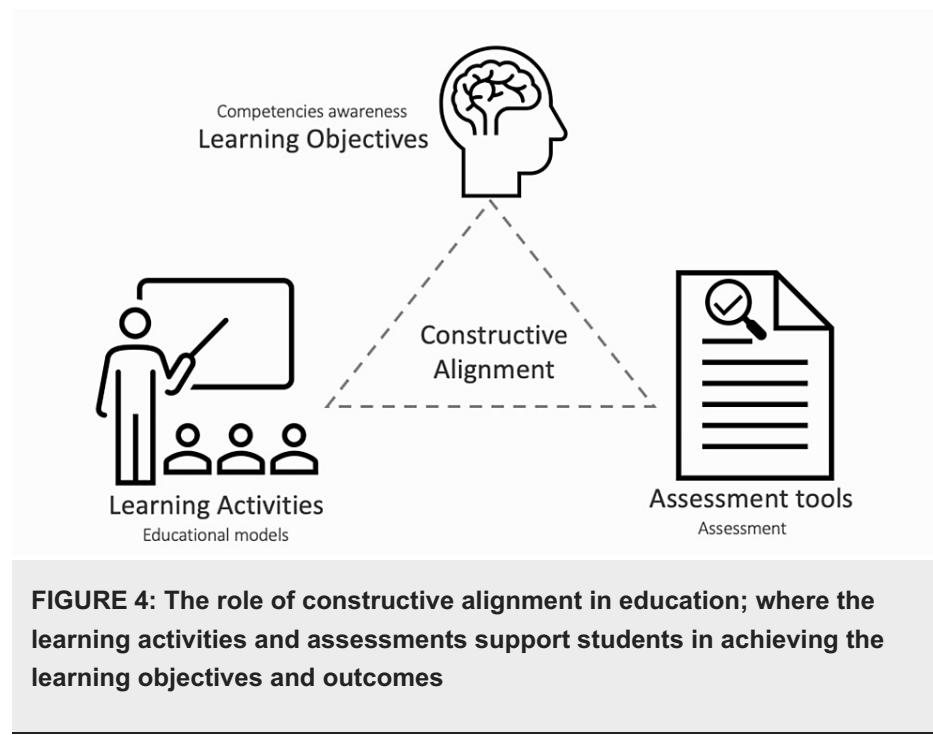 Competencies awareness
Learning Objectives
Constructive
Alignment
Learning Activities
Educational models
Assessment tools
Assessment
FIGURE 4: The role of constructive alignment in education; where the
learning activities and assessments support students in achieving the
learning objectives and outcomes